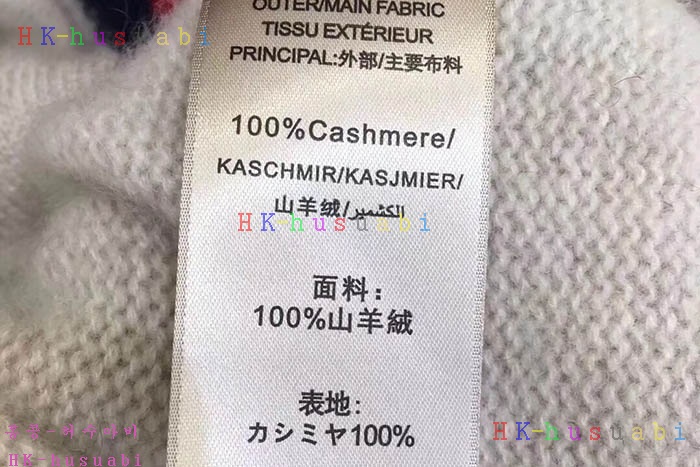 OUTER/MAIN FABRIC
TISSU EXTÉRIEUR
PRINCIPAL:外部/主要布料
HK-husuabi
100%Cashmere/
KASCHMIR/KASJMIER/
山羊绒/الكشمير
HK-husuabi
面料:
100%山羊絨
表地:
カシミヤ100%
HK-husuabi
HK-husuabi